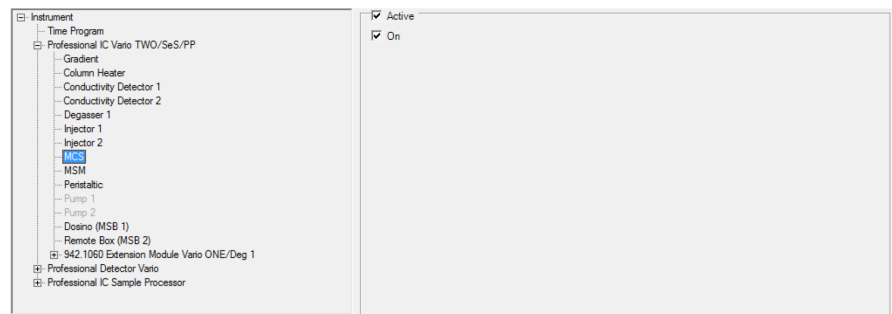 Instrument
Time Program
Professional IC Vario TWO/SeS/PP
Gradient
Column Heater
Conductivity Detector 1
Conductivity Detector 2
Degasser 1
Injector 1
Injector 2
MCS
MSM
Peristaltic
Pump 1
Pump 2
Dosino (MSB 1)
Remote Box (MSB 2)
942.1060 Extension Module Vario ONE/Deg 1
Professional Detector Vario
Professional IC Sample Processor
Active
On